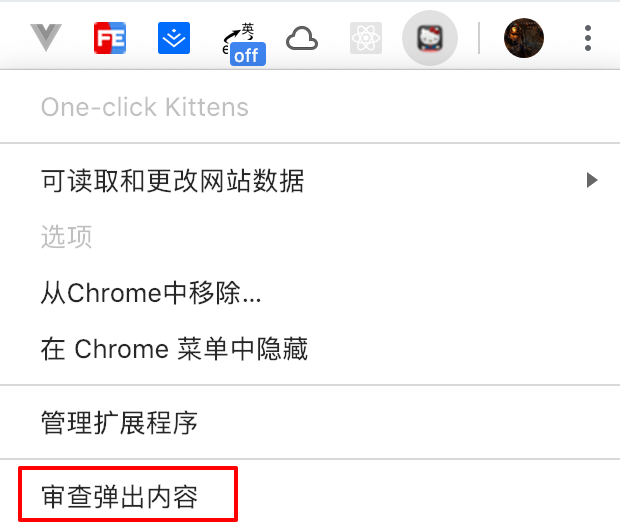 FE
英
off
One-click Kittens
可读取和更改网站数据
选项
从Chrome中移除...
在 Chrome 菜单中隐藏
管理扩展程序
审查弹出内容